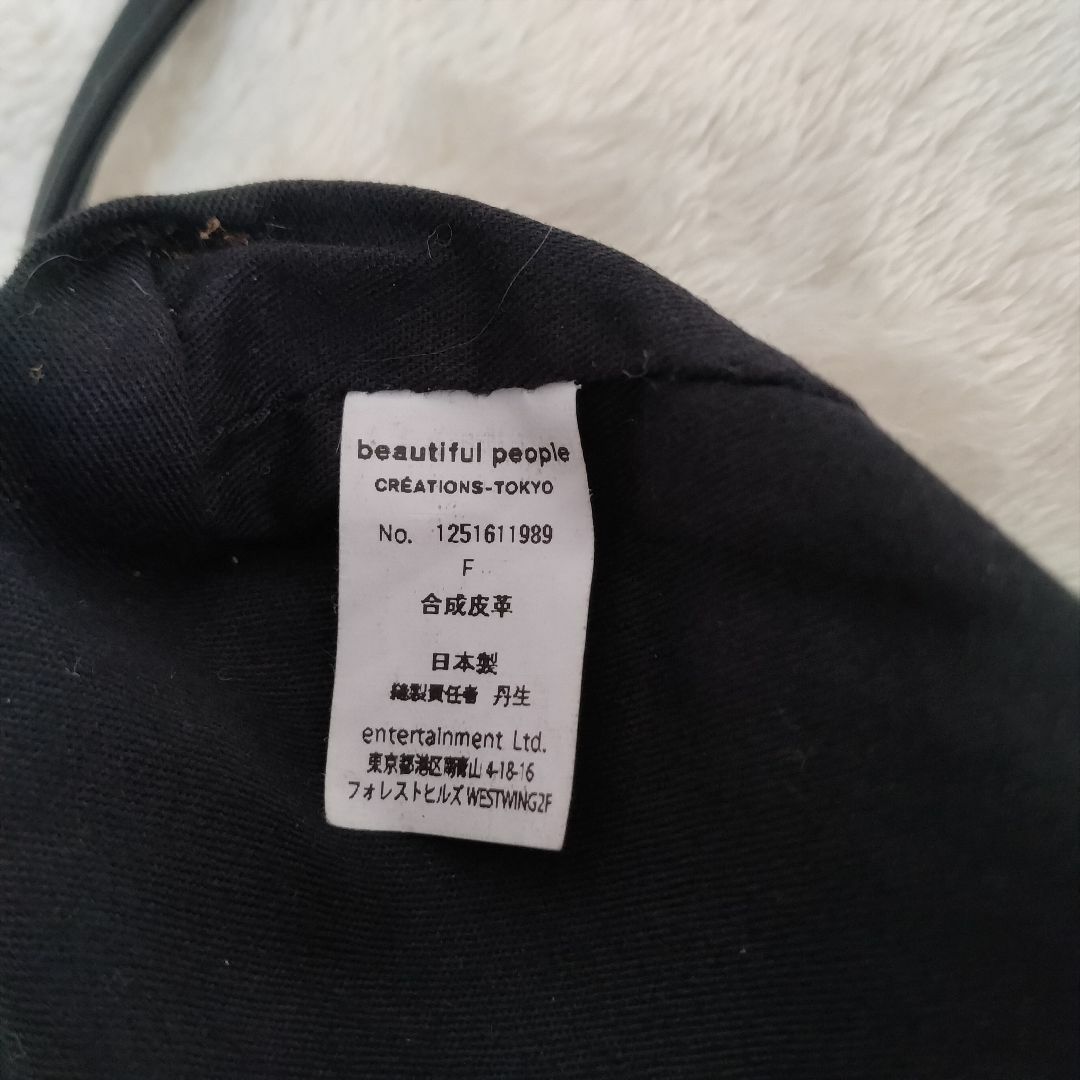 beautiful people
CRÉATIONS-TOKYO
No. 1251611989
F
合成皮革
日本製
縫製責任者 丹生
entertainment Ltd.
東京都港区南青山 4-18-16
フォレストヒルズ WESTWING2F